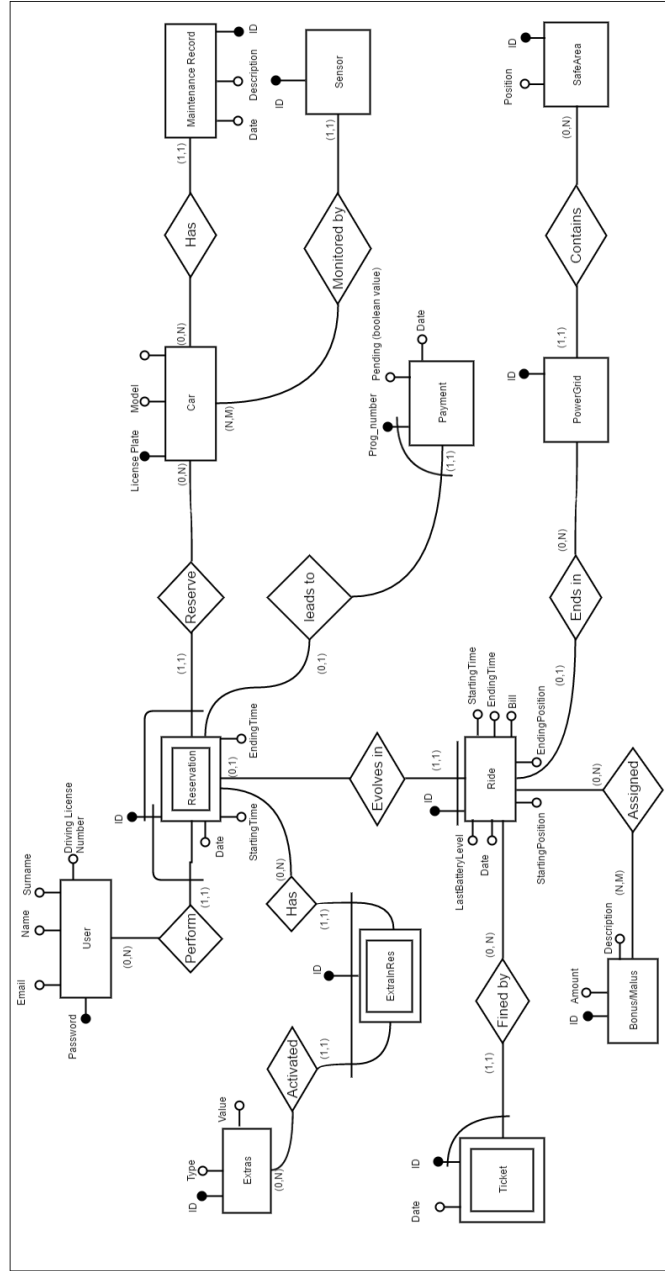 Email
Name
Surname
Password
User
Driving License
Number
(0,N)
Perform
(1,1)
ID
Reservation
Date
StartingTime
EndingTime
(1,1)
Reserve
(0,N)
License Plate
Model
Car
(0,N)
Has
(1,1)
Maintenance Record
Date
Description
ID
(N,M)
Monitored by
(1,1)
ID
Sensor
ID
Type
Value
Extras
(0,N)
Activated
(1,1)
ID
ExtraInRes
(1,1)
Has
(0,N)
(0,1)
Evolves in
(1,1)
(0,1)
leads to
(1,1)
Prog_number
Pending (boolean value)
Date
Payment
Date
ID
Ticket
(1,1)
Fined by
(0, N)
LastBatteryLevel
Date
ID
Ride
StartingTime
EndingTime
Bill
EndingPosition
StartingPosition
(0,1)
Ends in
(0,N)
ID
PowerGrid
(1,1)
Contains
(0,N)
Position
ID
SafeArea
ID
Amount
Description
Bonus/Malus
(N,M)
Assigned
(0,N)